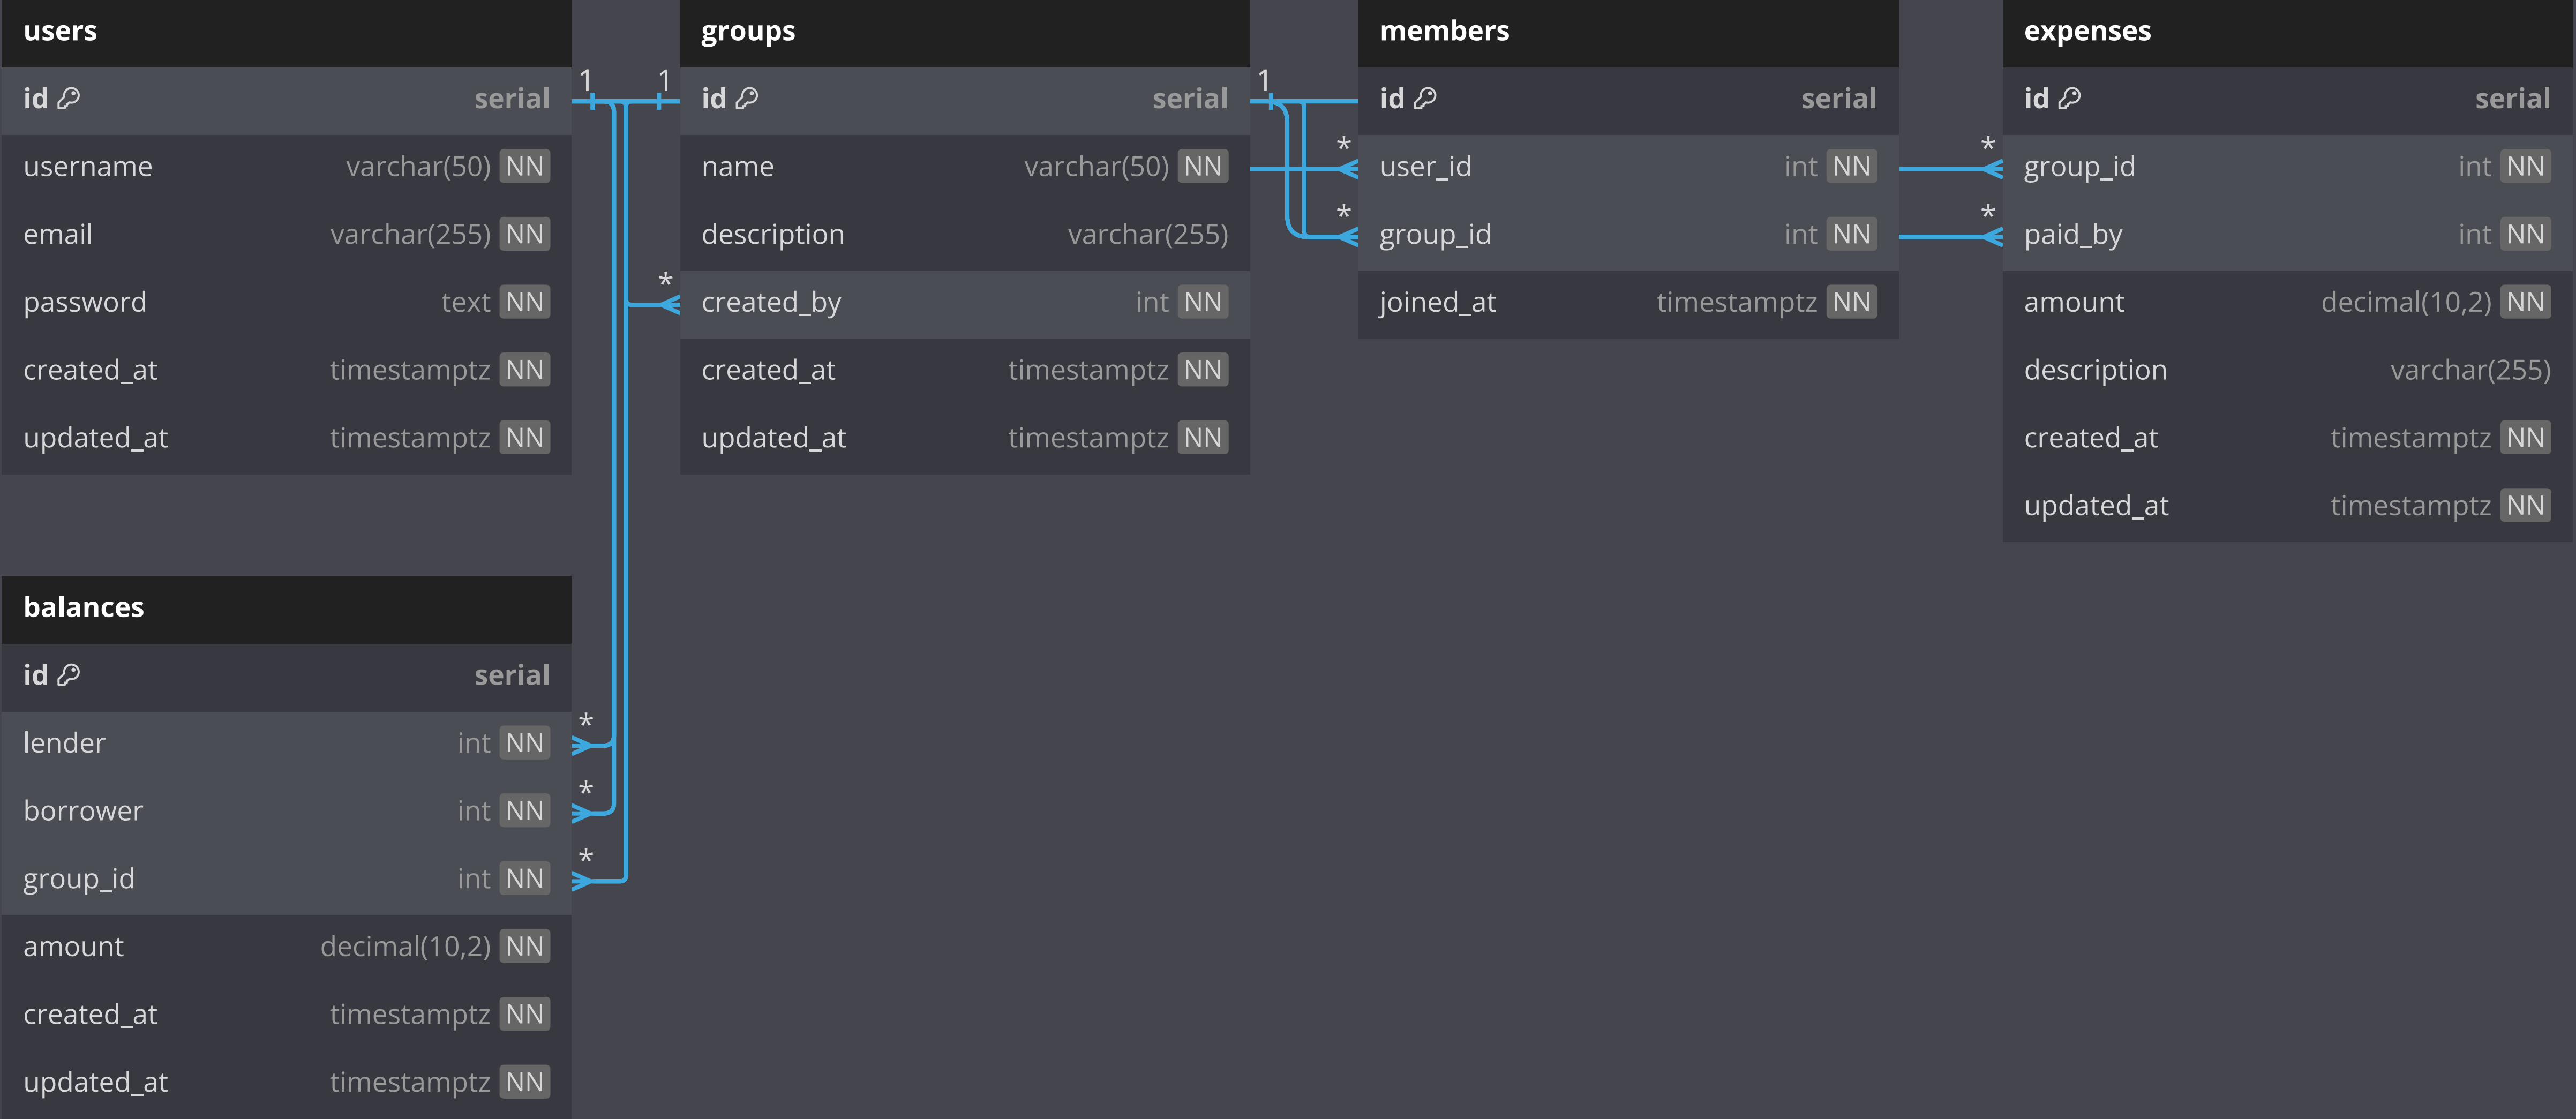 users
id serial
username varchar(50) NN
email varchar(255) NN
password text NN
created_at timestamptz NN
updated_at timestamptz NN
1 1
groups
id serial
name varchar(50) NN
description varchar(255)
* created_by int NN
created_at timestamptz NN
updated_at timestamptz NN
1
members
id serial
* user_id int NN
* group_id int NN
joined_at timestamptz NN
expenses
id serial
* group_id int NN
* paid_by int NN
amount decimal(10,2) NN
description varchar(255)
created_at timestamptz NN
updated_at timestamptz NN
balances
id serial
lender int NN *
borrower int NN *
group_id int NN *
amount decimal(10,2) NN
created_at timestamptz NN
updated_at timestamptz NN